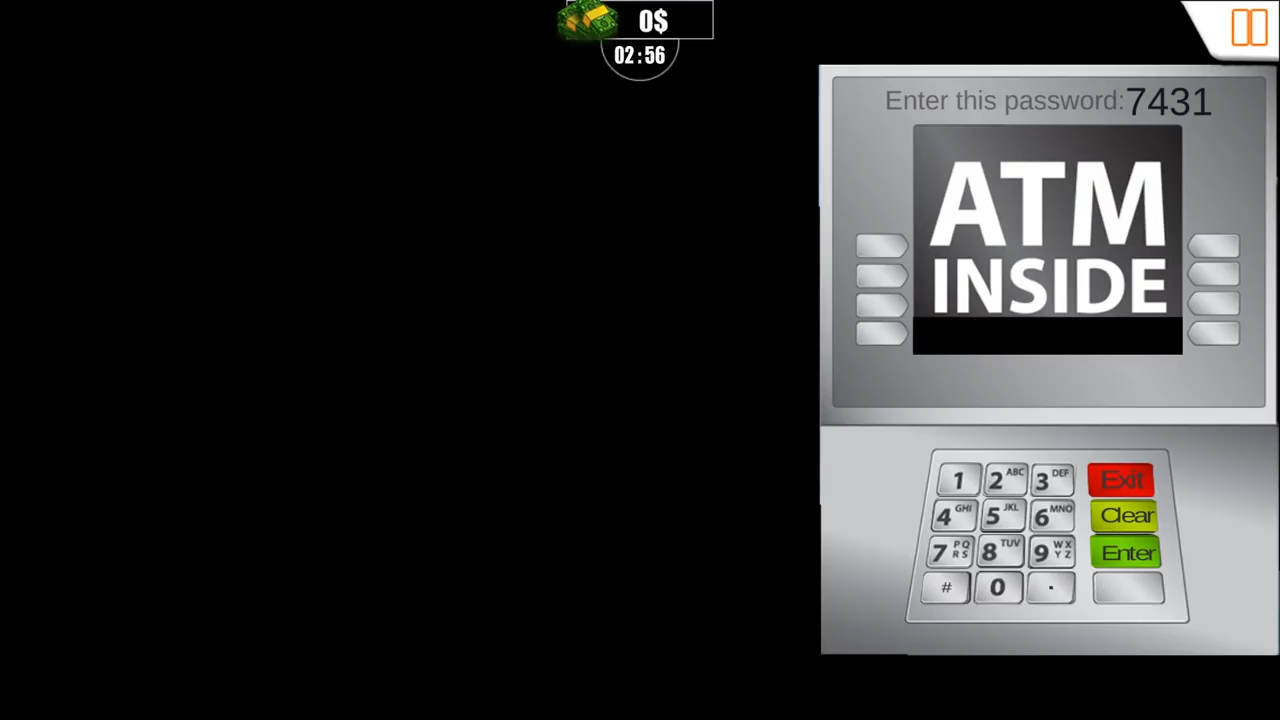 0$
02:56
Enter this password:7431
ATM
INSIDE
1 2 ABC 3 DEF Exit
4 GHI 5 JKL 6 MNO Clear
7 PQRS 8 TUV 9 WXYZ Enter
# 0 .